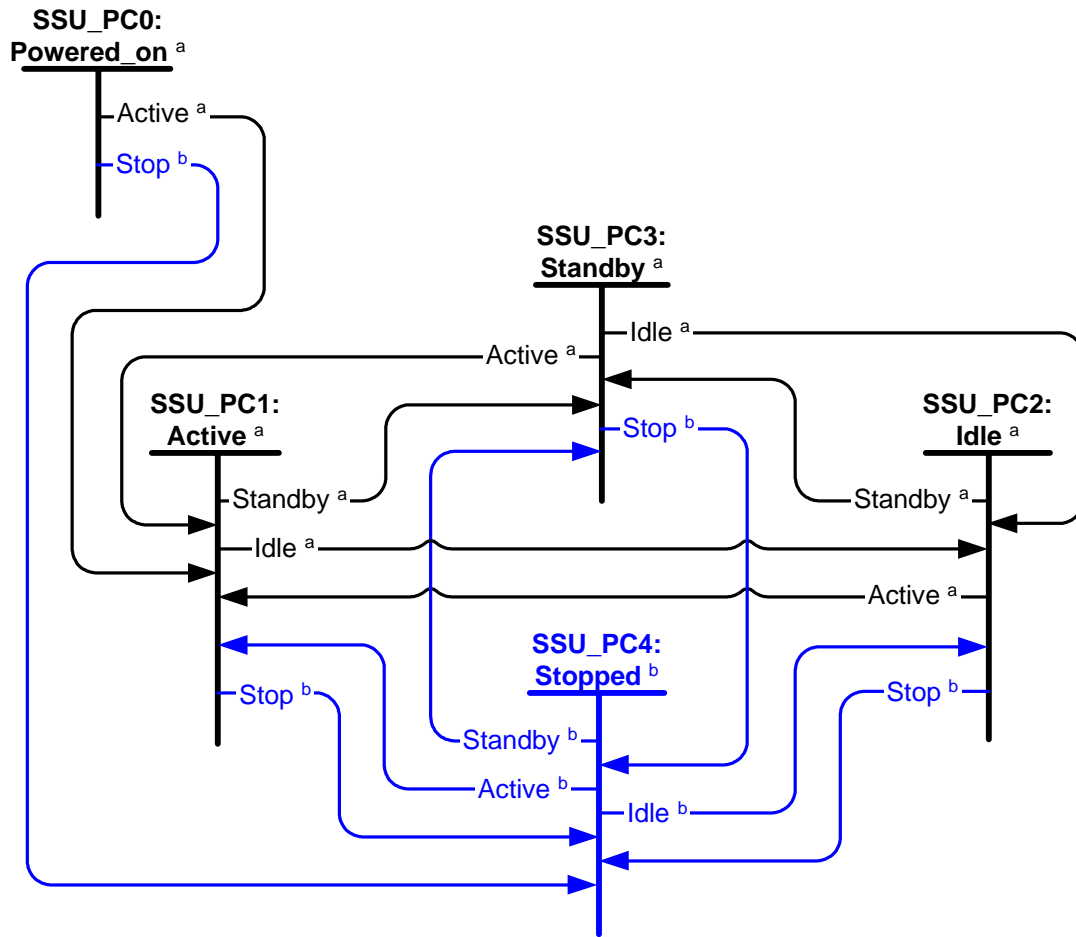 SSU_PC0:
Powered_on a
Active a
Stop b
SSU_PC3:
Standby a
Idle a
Active a
SSU_PC1:
Active a
SSU_PC2:
Idle a
Stop b
Standby a
Standby a
Idle a
Active a
SSU_PC4:
Stopped b
Stop b
Stop b
Standby b
Active b
Idle b